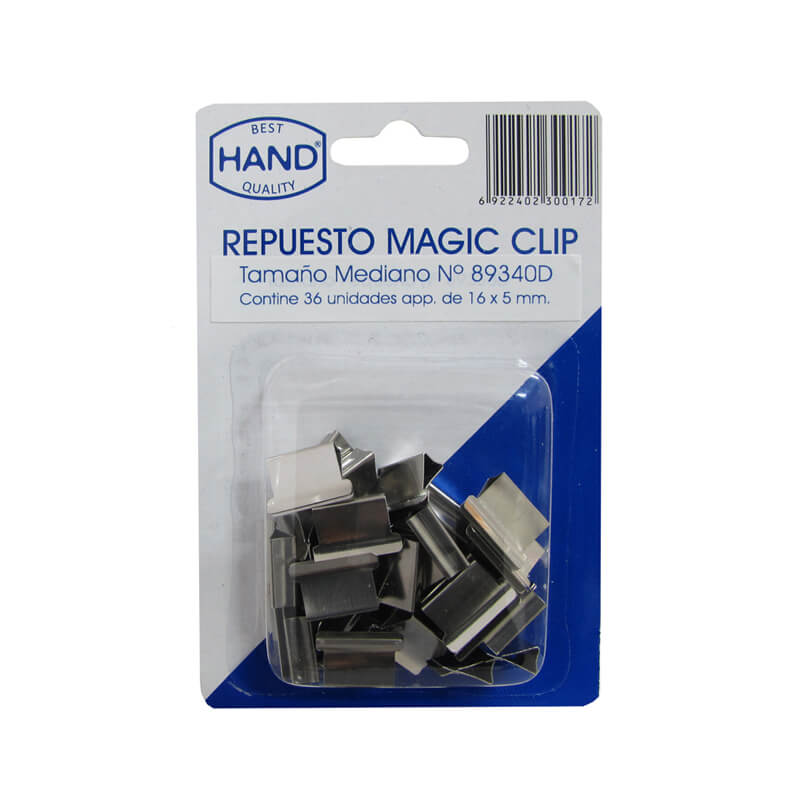 BEST
HAND®
QUALITY
6 922402 300172
REPUESTO MAGIC CLIP
Tamaño Mediano Nº 89340D
Contine 36 unidades app. de 16 x 5 mm.